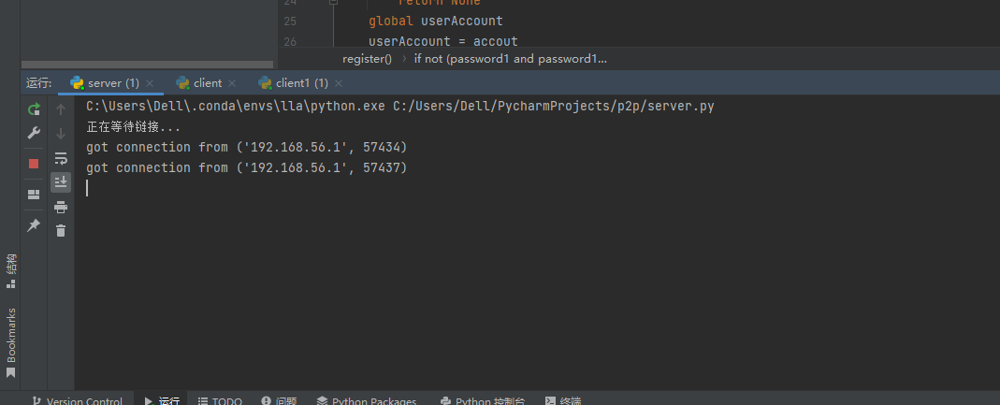 24 return None
25 global userAccount
26 userAccount = accout
register() › if not (password1 and password1...
运行: server (1) × client × client1 (1) ×
C:\Users\Dell\.conda\envs\lla\python.exe C:/Users/Dell/PycharmProjects/p2p/server.py
正在等待链接...
got connection from ('192.168.56.1', 57434)
got connection from ('192.168.56.1', 57437)
结构
Bookmarks
Version Control 运行 TODO 问题 Python Packages Python 控制台 终端